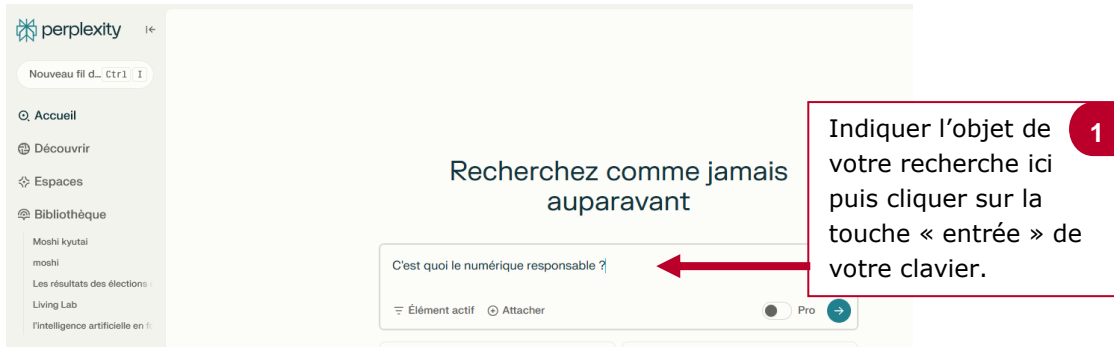 perplexity
Nouveau fil d... Ctrl I
Accueil
Découvrir
Espaces
Bibliothèque
Moshi kyutai
moshi
Les résultats des élections
Living Lab
l'intelligence artificielle en
Recherchez comme jamais
auparavant
C'est quoi le numérique responsable ?
Élément actif
Attacher
Pro
Indiquer l’objet de
votre recherche ici
puis cliquer sur la
touche « entrée » de
votre clavier.
1